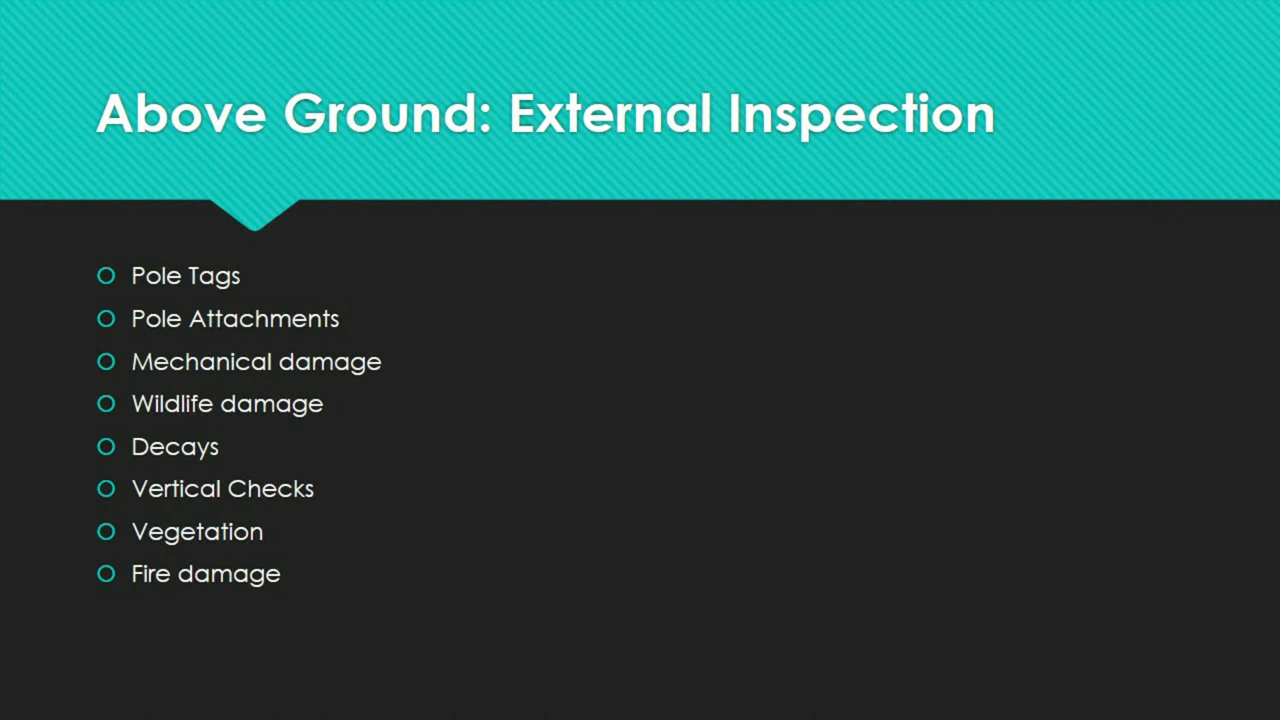 Above Ground: External Inspection
Pole Tags
Pole Attachments
Mechanical damage
Wildlife damage
Decays
Vertical Checks
Vegetation
Fire damage